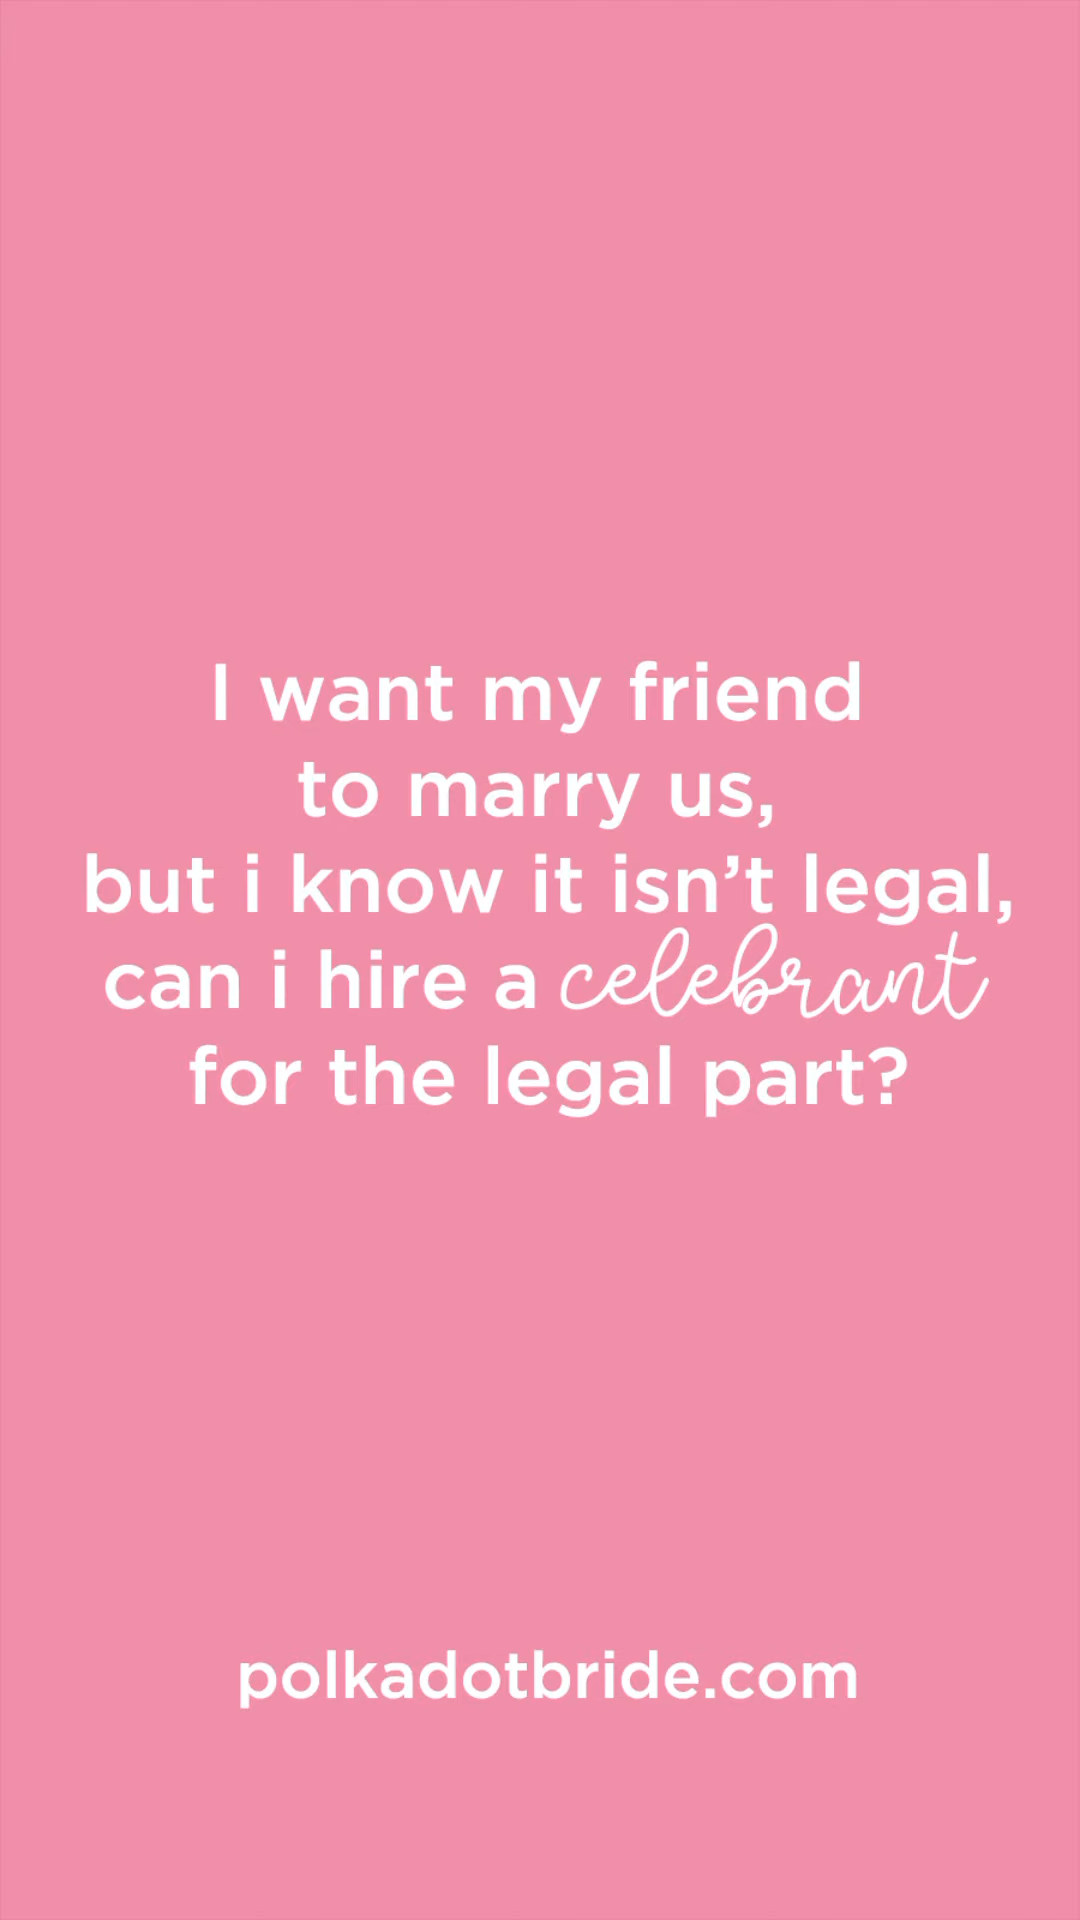 I want my friend
to marry us,
but i know it isn’t legal,
can i hire a celebrant
for the legal part?
polkadotbride.com